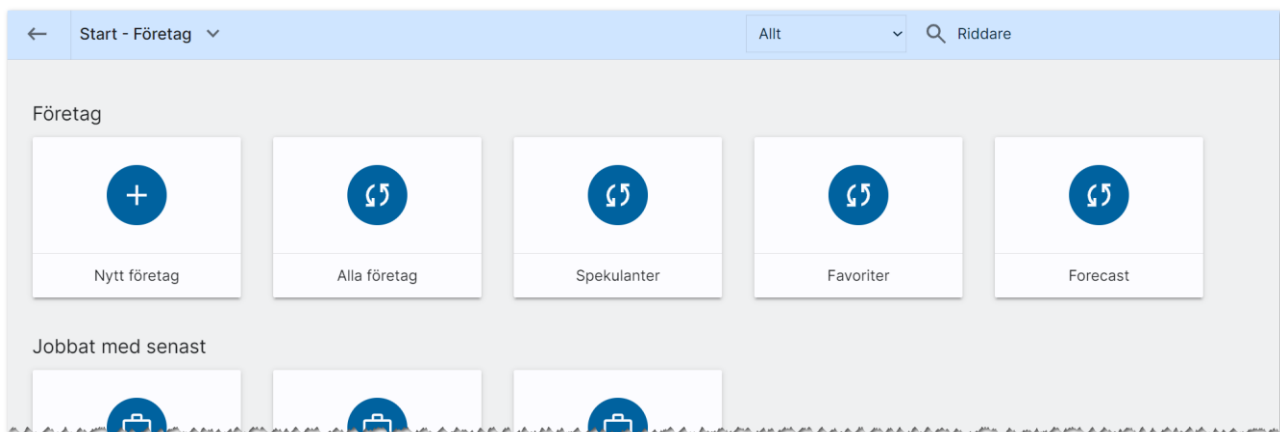 Start - Företag
Allt
Riddare
Företag
Nytt företag
Alla företag
Spekulanter
Favoriter
Forecast
Jobbat med senast